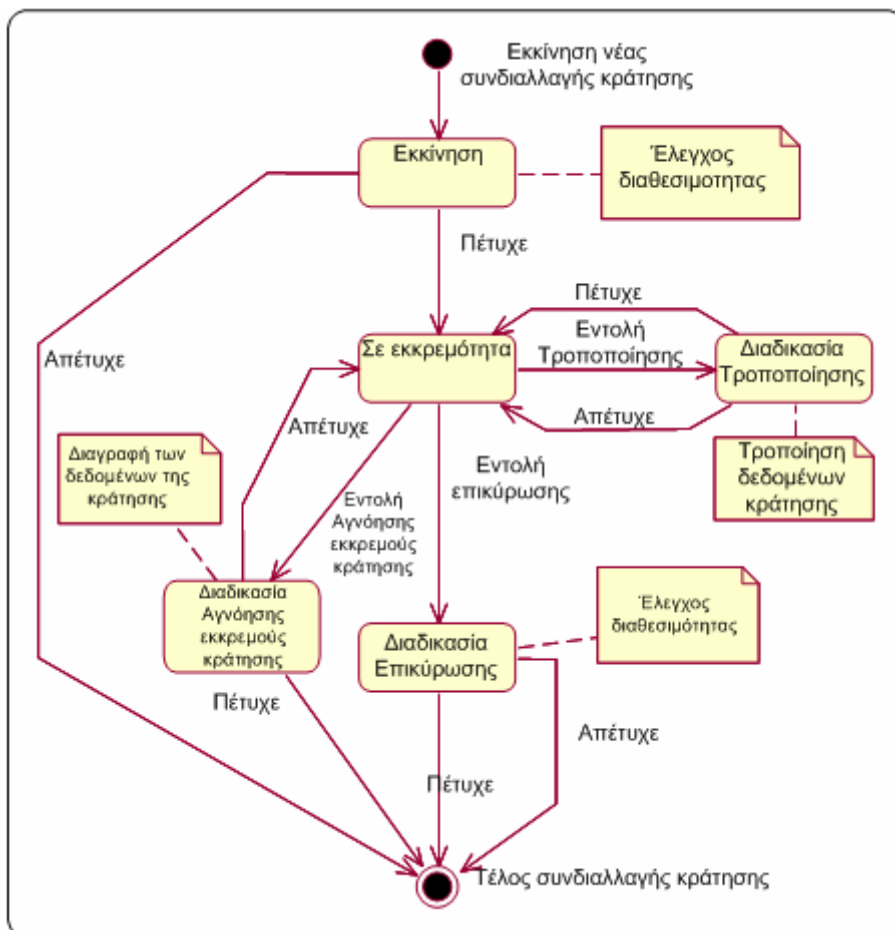 Εκκίνηση νέας
συνδιαλλαγής κράτησης
Εκκίνηση
Έλεγχος
διαθεσιμοτητας
Πέτυχε
Πέτυχε
Εντολή
Τροποποίησης
Σε εκκρεμότητα
Διαδικασία
Τροποποίησης
Απέτυχε
Απέτυχε
Απέτυχε
Διαγραφή των
δεδομένων της
κράτησης
Τροποίηση
δεδομένων
κράτησης
Εντολή
επικύρωσης
Εντολή
Αγνόησης
εκκρεμούς
κράτησης
Διαδικασία
Αγνόησης
εκκρεμούς
κράτησης
Διαδικασία
Επικύρωσης
Έλεγχος
διαθεσιμότητας
Πέτυχε
Απέτυχε
Πέτυχε
Τέλος συνδιαλλαγής κράτησης